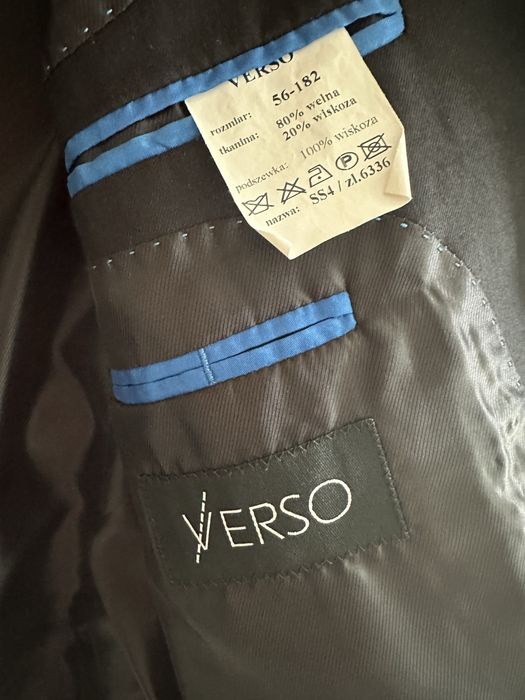 VERSO
rozmiar: 56-182
tkanina: 80% wełna
20% wiskoza
podszewka: 100% wiskoza
P
nazwa: SS4 / zl.6336
VERSO